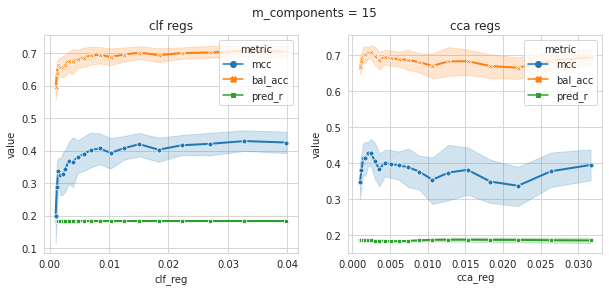 m_components = 15
clf regs
cca regs
value
0.7
0.6
0.5
0.4
0.3
0.2
0.1
metric
mcc
bal_acc
pred_r
0.00
0.01
0.02
0.03
0.04
clf_reg
value
0.7
0.6
0.5
0.4
0.3
0.2
metric
mcc
bal_acc
pred_r
0.000
0.005
0.010
0.015
0.020
0.025
0.030
cca_reg